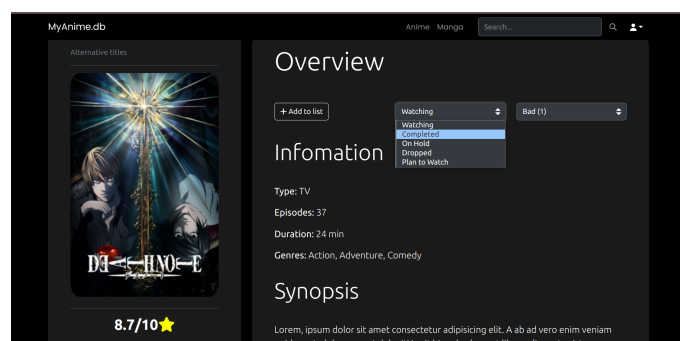 MyAnime.db
Anime Manga Search...
Alternative titles
DEATHNOTE
8.7/10
Overview
+ Add to list
Watching
Bad (1)
Watching
Completed
On Hold
Dropped
Plan to Watch
Infomation
Type: TV
Episodes: 37
Duration: 24 min
Genres: Action, Adventure, Comedy
Synopsis
Lorem, ipsum dolor sit amet consectetur adipisicing elit. A ab ad vero enim veniam